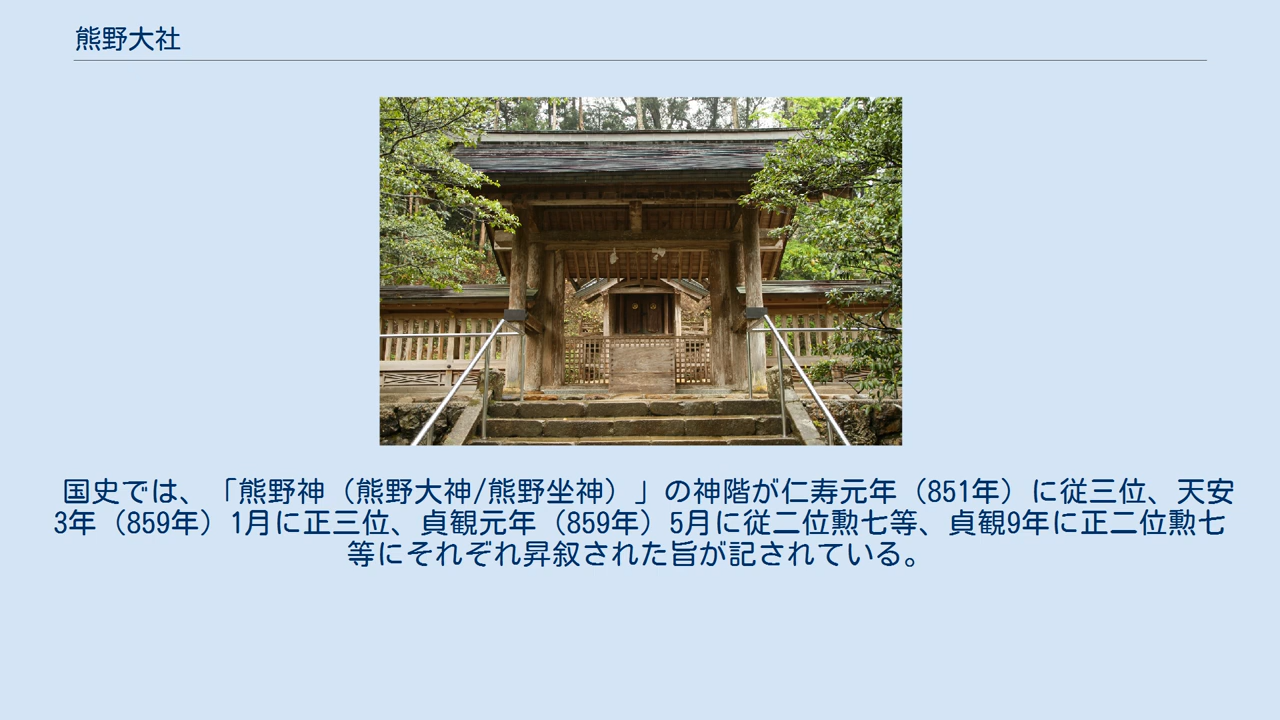 熊野大社
国史では、「熊野神（熊野大神/熊野坐神）」の神階が仁寿元年（851年）に従三位、天安
3年（859年）1月に正三位、貞観元年（859年）5月に従二位勲七等、貞観9年に正二位勲七
等にそれぞれ昇叙された旨が記されている。